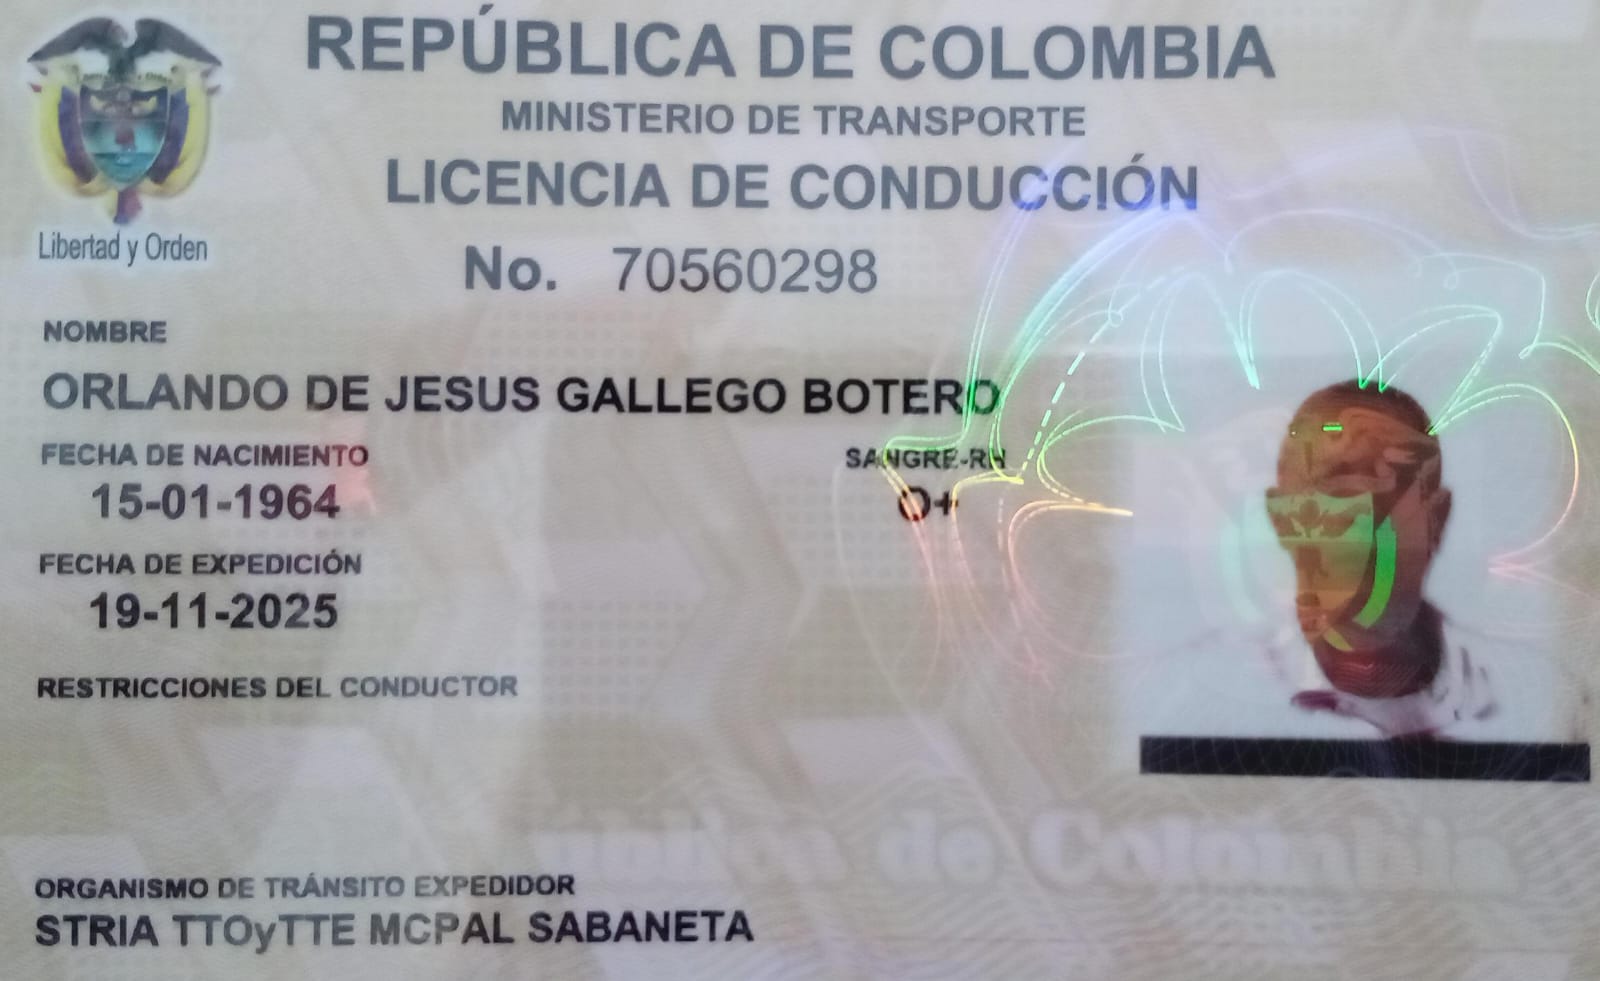 REPÚBLICA DE COLOMBIA
MINISTERIO DE TRANSPORTE
LICENCIA DE CONDUCCIÓN
Libertad y Orden
No. 70560298
NOMBRE
ORLANDO DE JESUS GALLEGO BOTERO
FECHA DE NACIMIENTO
SANGRE-RH
15-01-1964
O+
FECHA DE EXPEDICIÓN
19-11-2025
RESTRICCIONES DEL CONDUCTOR
de Colombia
ORGANISMO DE TRÁNSITO EXPEDIDOR
STRIA TTOyTTE MCPAL SABANETA